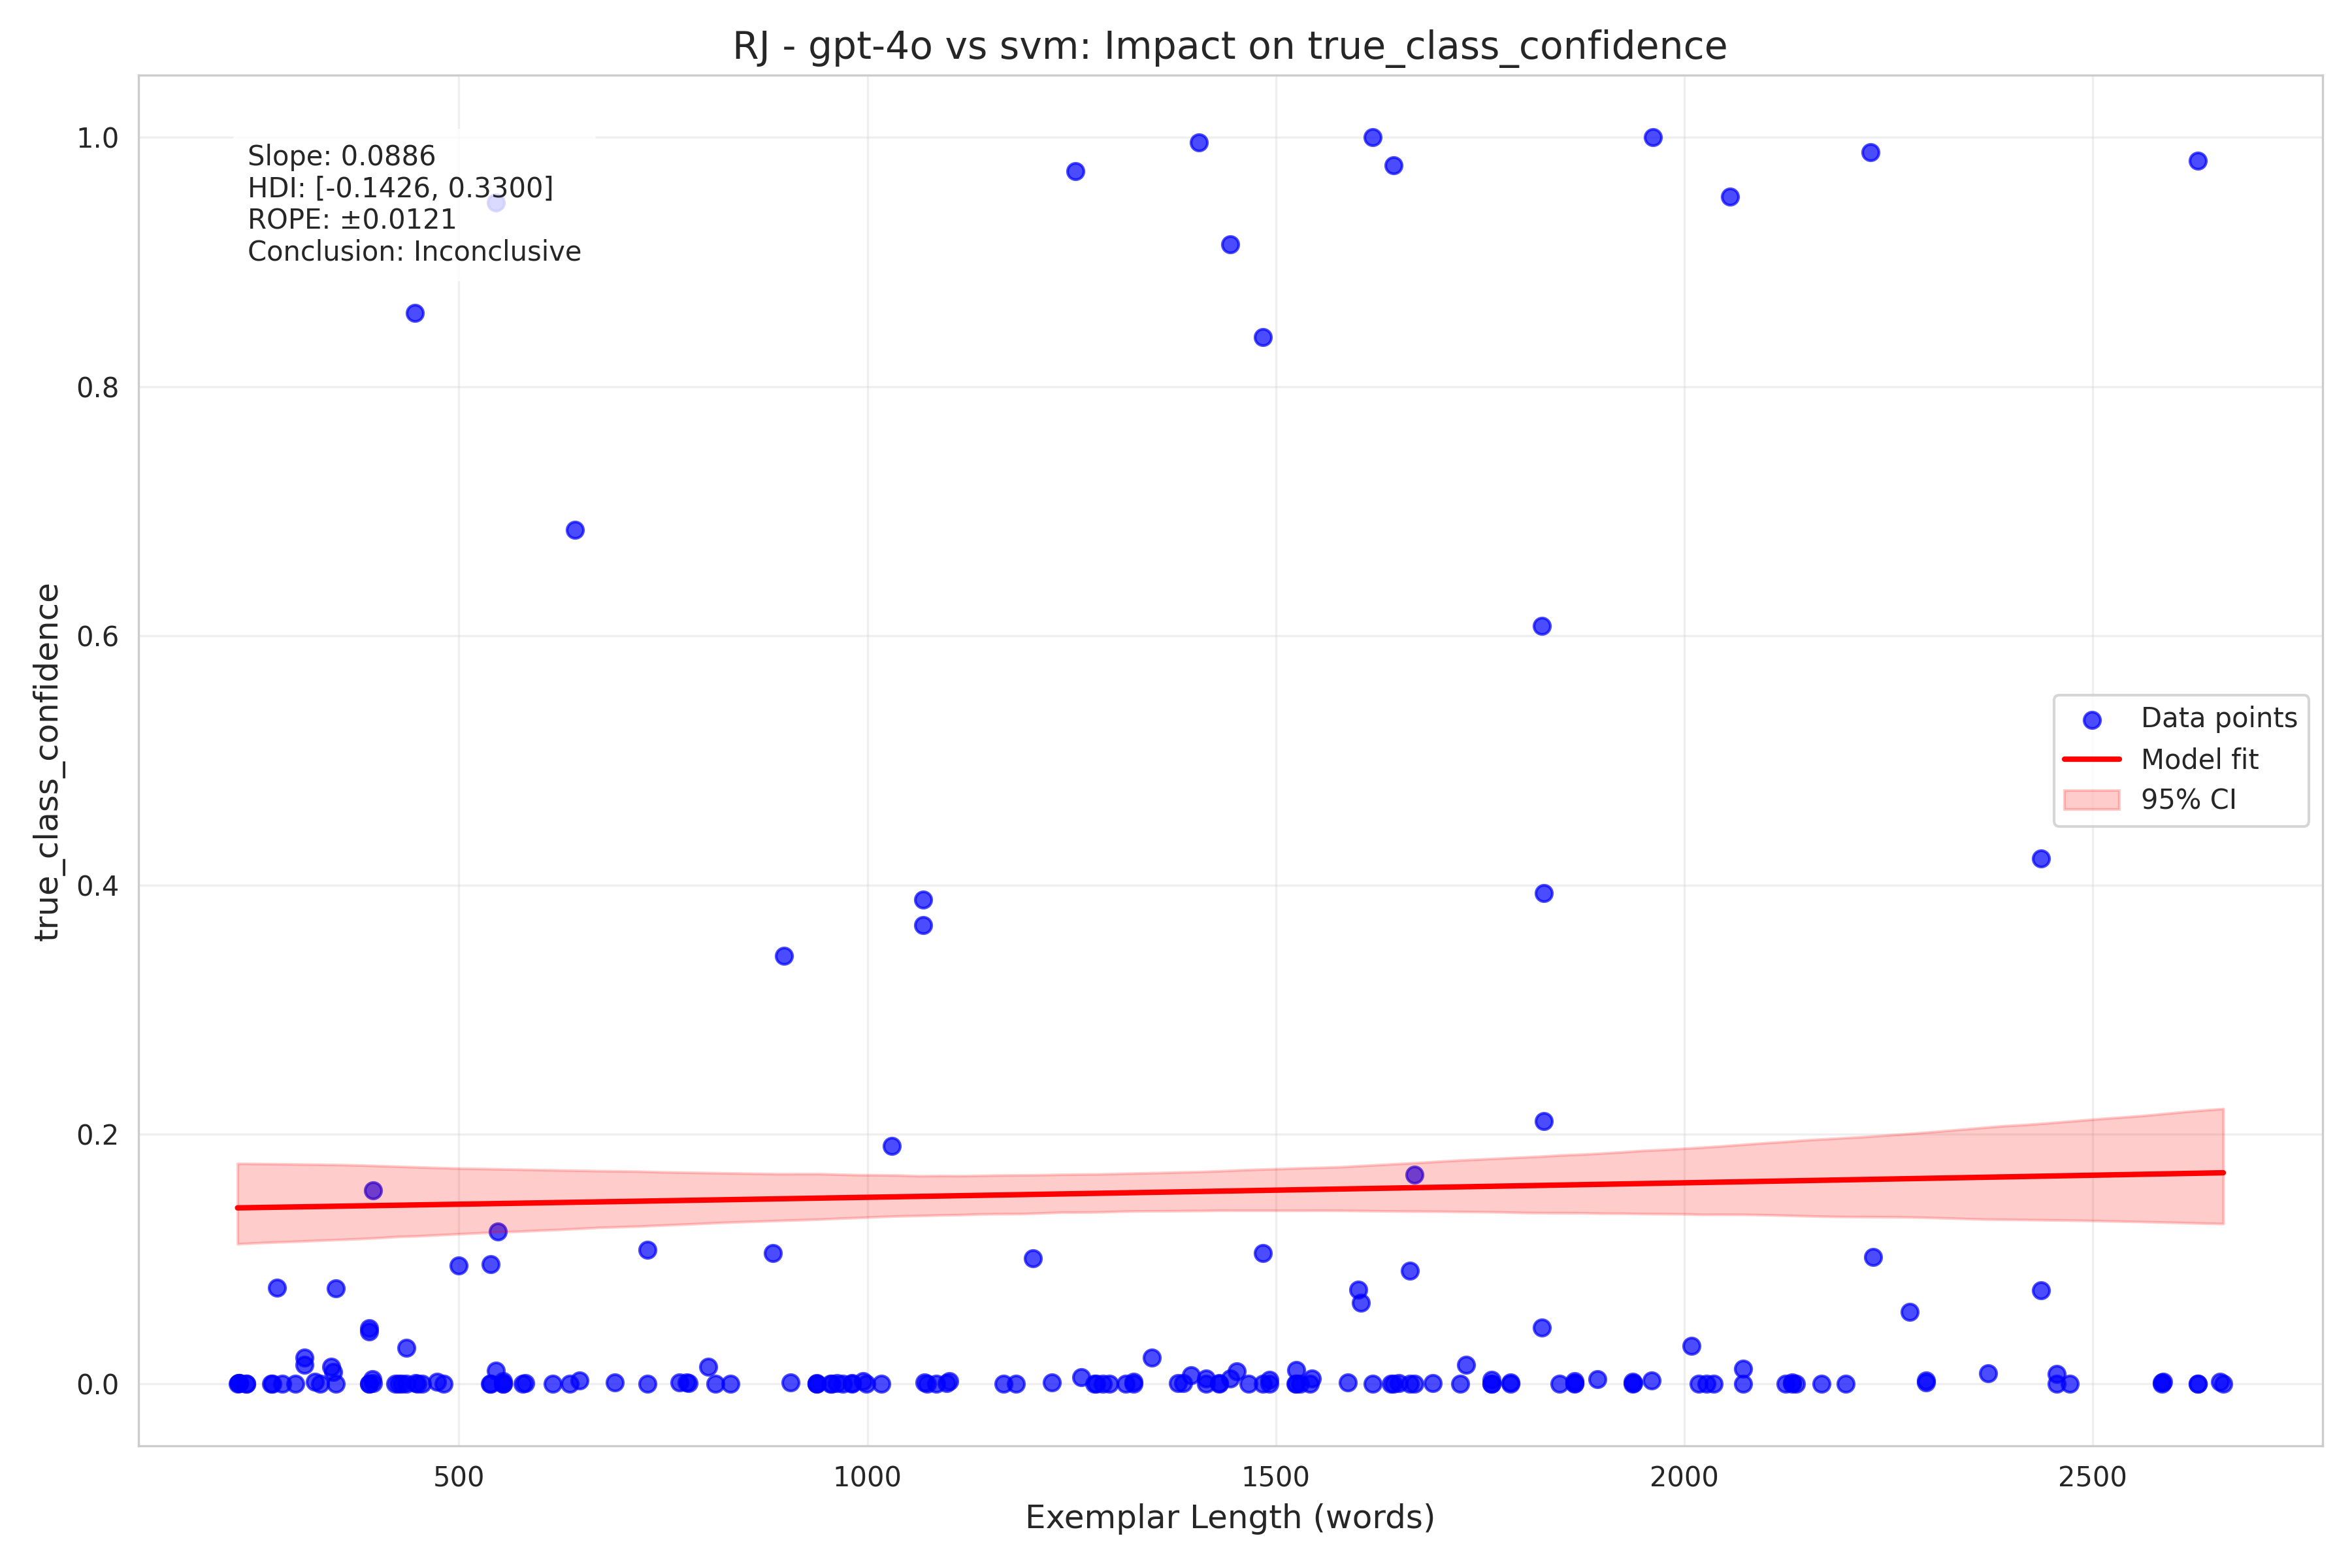 RJ - gpt-4o vs svm: Impact on true_class_confidence
Slope: 0.0886
HDI: [-0.1426, 0.3300]
ROPE: ±0.0121
Conclusion: Inconclusive
true_class_confidence
1.0
0.8
0.6
0.4
0.2
0.0
Data points
Model fit
95% CI
500
1000
1500
2000
2500
Exemplar Length (words)